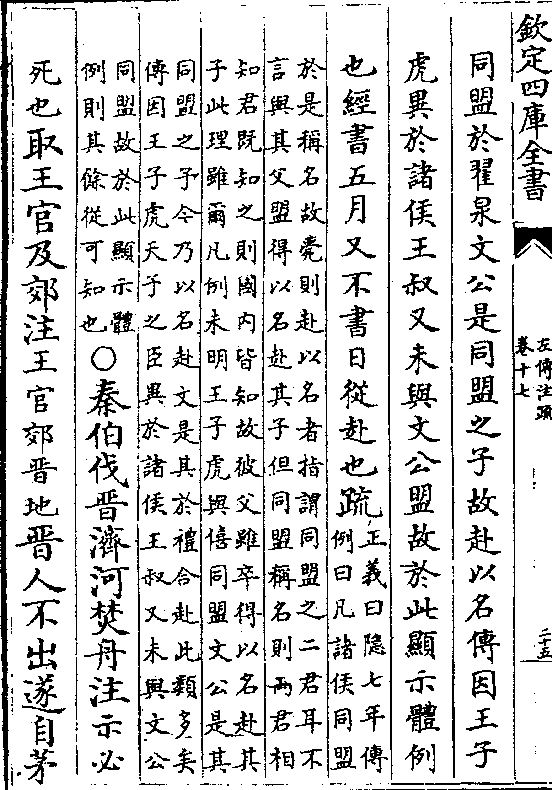 欽定四庫全書
左傳注疏
卷十七
二五
同盟於翟泉文公是同盟之子故赴以名傳因王子
虎異於諸侯王叔又未與文公盟故於此顯示體例
也經書五月又不書日從赴也疏正義曰隱七年傳
例曰凡諸侯同盟
於是稱名故薨則赴以名者指謂同盟之二君耳不
言與其父盟得以名赴其子但同盟稱名則兩君相
知君既知之則國内皆知故彼父雖卒得以名赴其
子此理雖爾凡例未明王子虎與僖同盟文公是其
同盟之子今乃以名赴文是其於禮合赴此類多矣
傳因王子虎天子之臣異於諸侯王叔又未與文公
同盟故於此顯示體
例則其餘從可知也○秦伯伐晉濟河焚舟注示必
死也取王官及郊注王官郊晋地晋人不出遂自茅